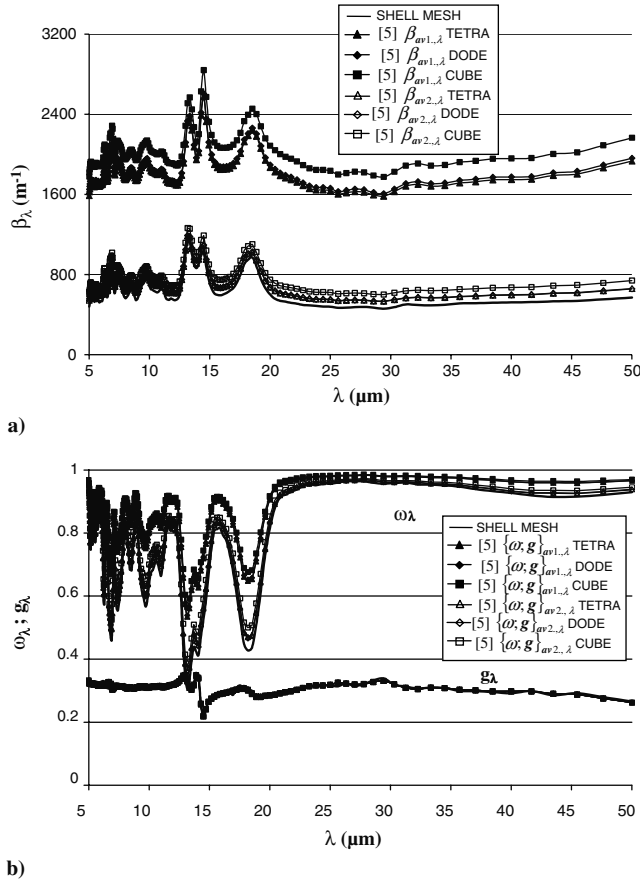 SHELL MESH
[5] βav1.,λ TETRA
[5] βav1.,λ DODE
[5] βav1.,λ CUBE
[5] βav2.,λ TETRA
[5] βav2.,λ DODE
[5] βav2.,λ CUBE
3200
2400
1600
800
0
βλ (m-1)
5 10 15 20 25 30 35 40 45 50
λ (μm)
a)
1
0.8
0.6
0.4
0.2
0
ωλ ; gλ
ωλ
SHELL MESH
[5] {ω; g}av1.,λ TETRA
[5] {ω; g}av1.,λ DODE
[5] {ω; g}av1.,λ CUBE
[5] {ω; g}av2.,λ TETRA
[5] {ω; g}av2.,λ DODE
[5] {ω; g}av2.,λ CUBE
gλ
5 10 15 20 25 30 35 40 45 50
λ (μm)
b)